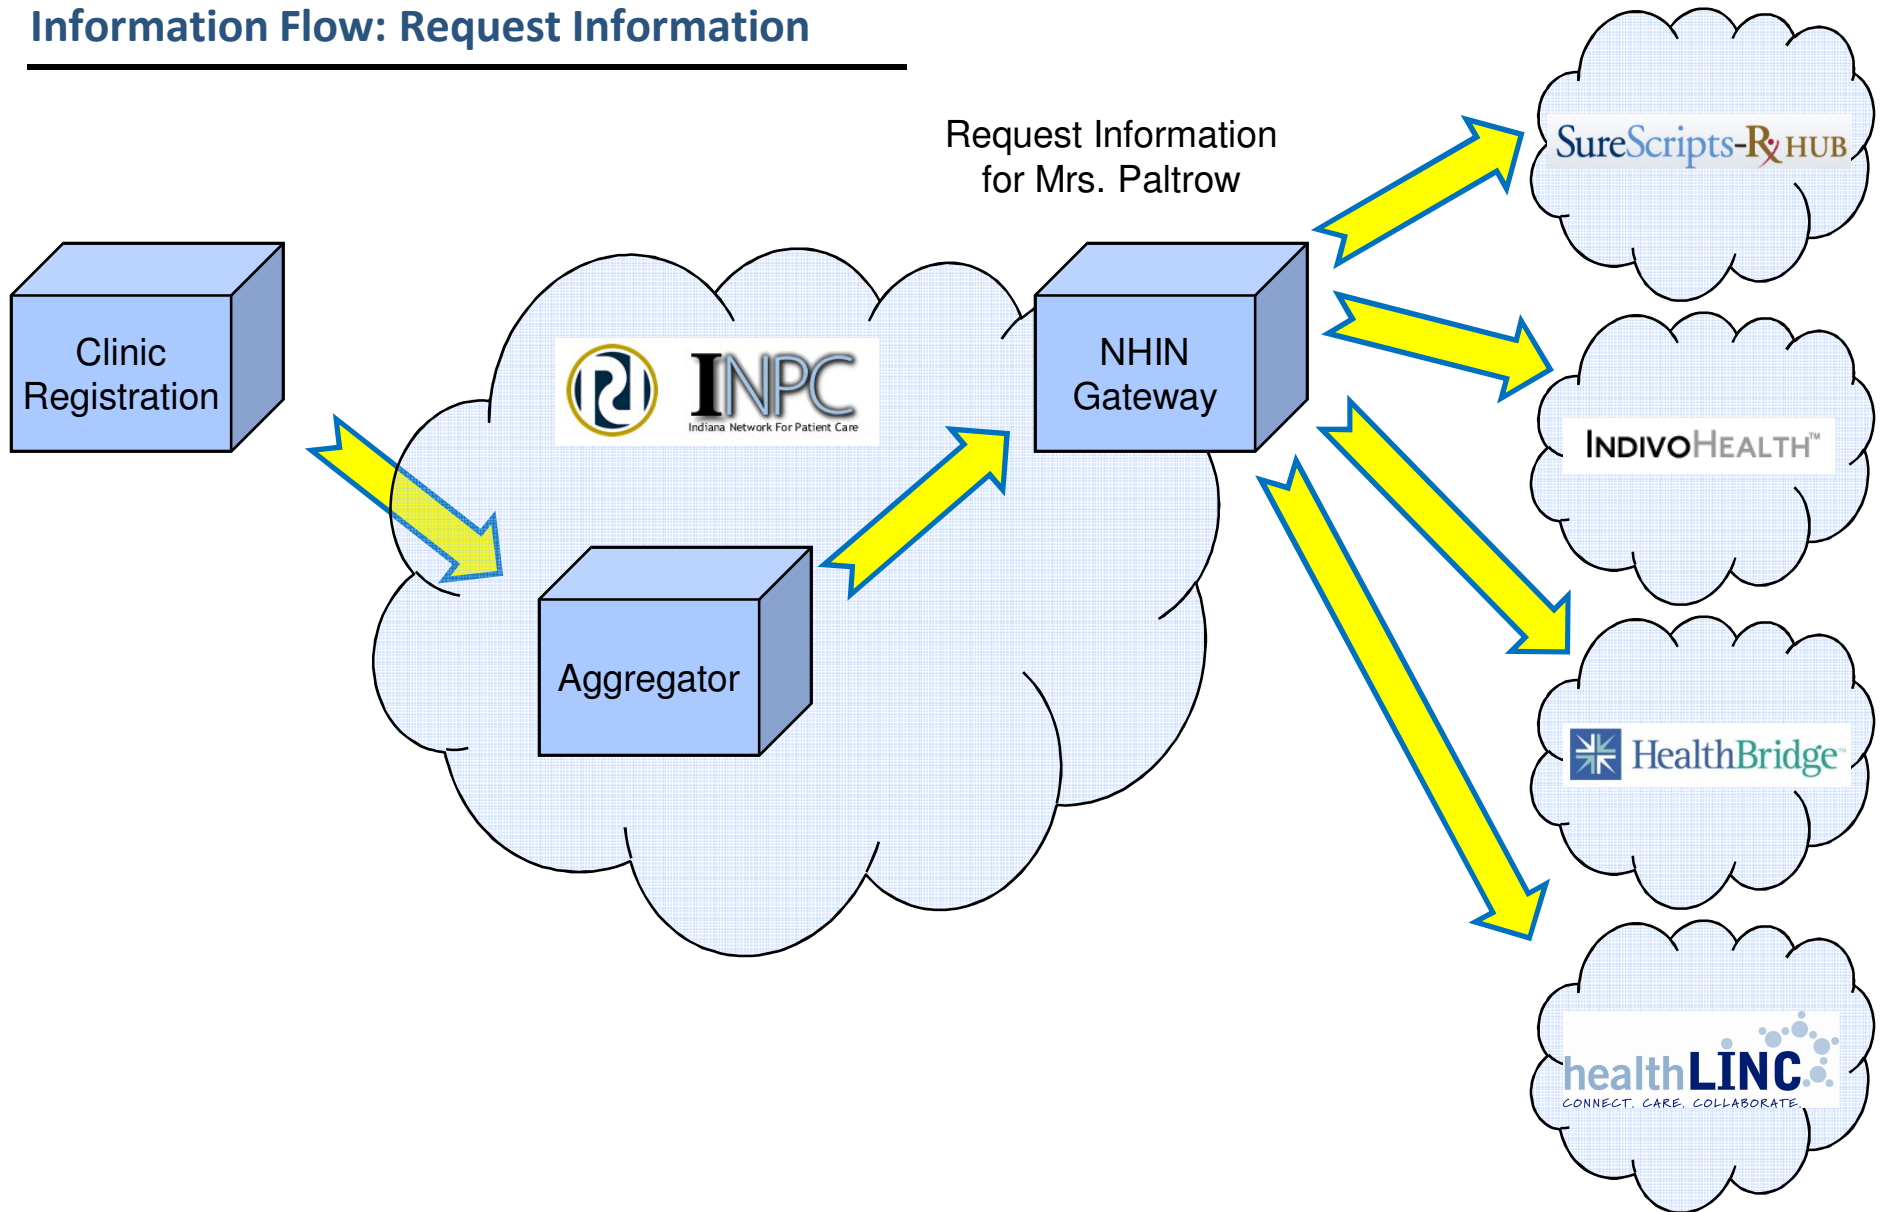 Information Flow: Request Information
Request Information
for Mrs. Paltrow
SureScripts-Rx HUB
Clinic
Registration
INPC
Indiana Network For Patient Care
NHIN
Gateway
INDIVOHEALTH™
Aggregator
HealthBridge™
healthLINC
CONNECT. CARE. COLLABORATE.